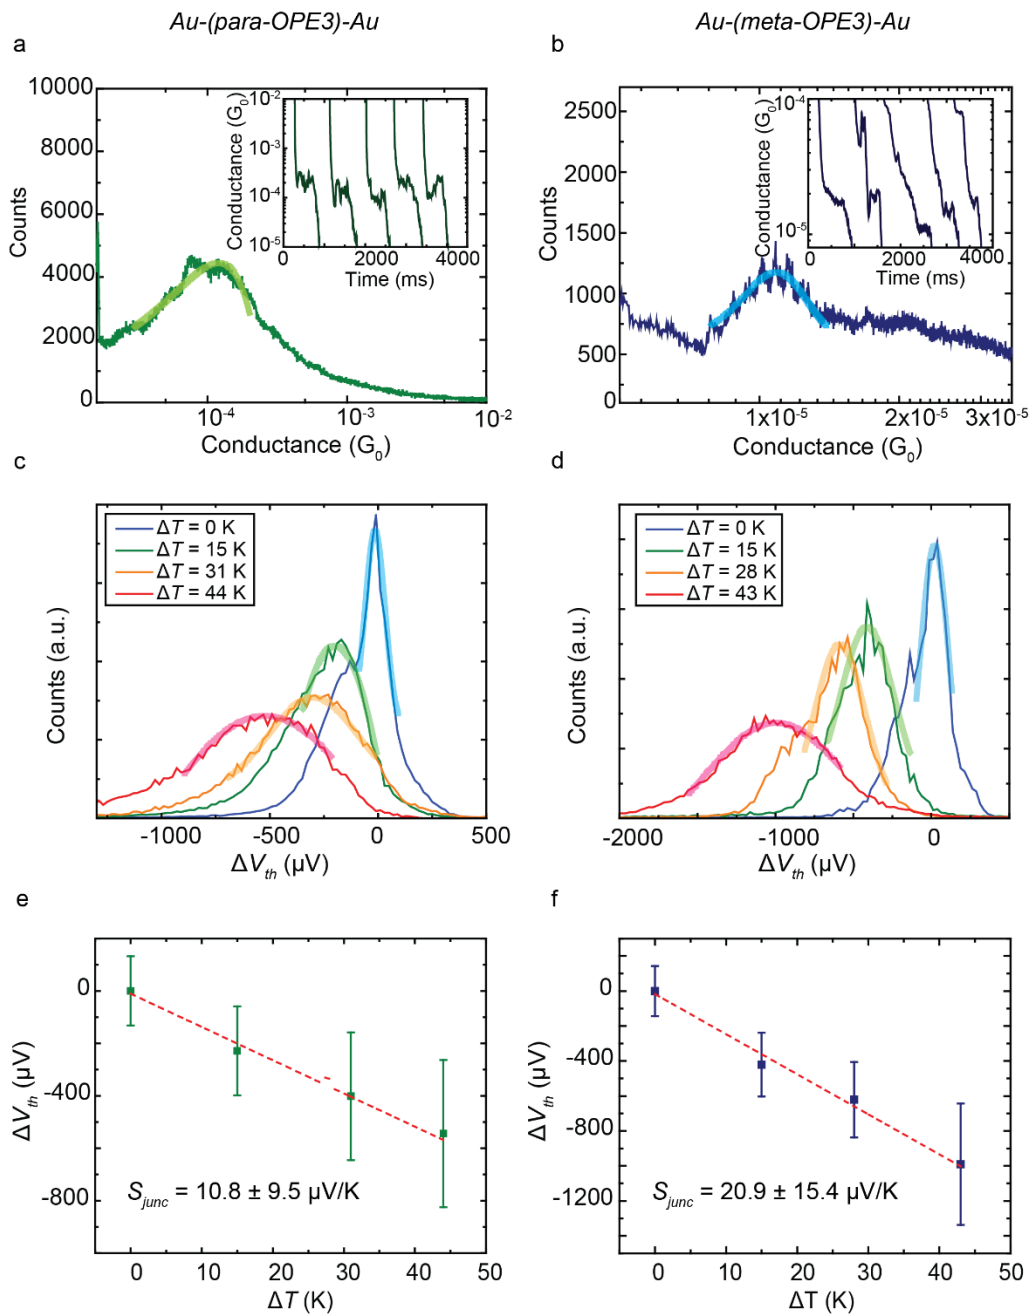 Au-(para-OPE3)-Au
Au-(meta-OPE3)-Au
a
10000
8000
6000
4000
2000
0
Counts
10⁻⁴
10⁻³
10⁻²
Conductance (G₀)
10⁻²
10⁻³
10⁻⁴
10⁻⁵
Conductance (G₀)
0
2000
4000
Time (ms)
b
2500
2000
1500
1000
500
0
Counts
1x10⁻⁵
2x10⁻⁵
3x10⁻⁵
Conductance (G₀)
10⁻⁴
10⁻⁵
Conductance (G₀)
0
2000
4000
Time (ms)
c
ΔT = 0 K
ΔT = 15 K
ΔT = 31 K
ΔT = 44 K
Counts (a.u.)
-1000
-500
0
500
ΔVth (µV)
d
ΔT = 0 K
ΔT = 15 K
ΔT = 28 K
ΔT = 43 K
Counts (a.u.)
-2000
-1500
-1000
-500
0
ΔVth (µV)
e
0
-400
-800
ΔVth (µV)
Sjunc = 10.8 ± 9.5 µV/K
0
10
20
30
40
50
ΔT (K)
f
0
-400
-800
-1200
ΔVth (µV)
Sjunc = 20.9 ± 15.4 µV/K
0
10
20
30
40
50
ΔT (K)